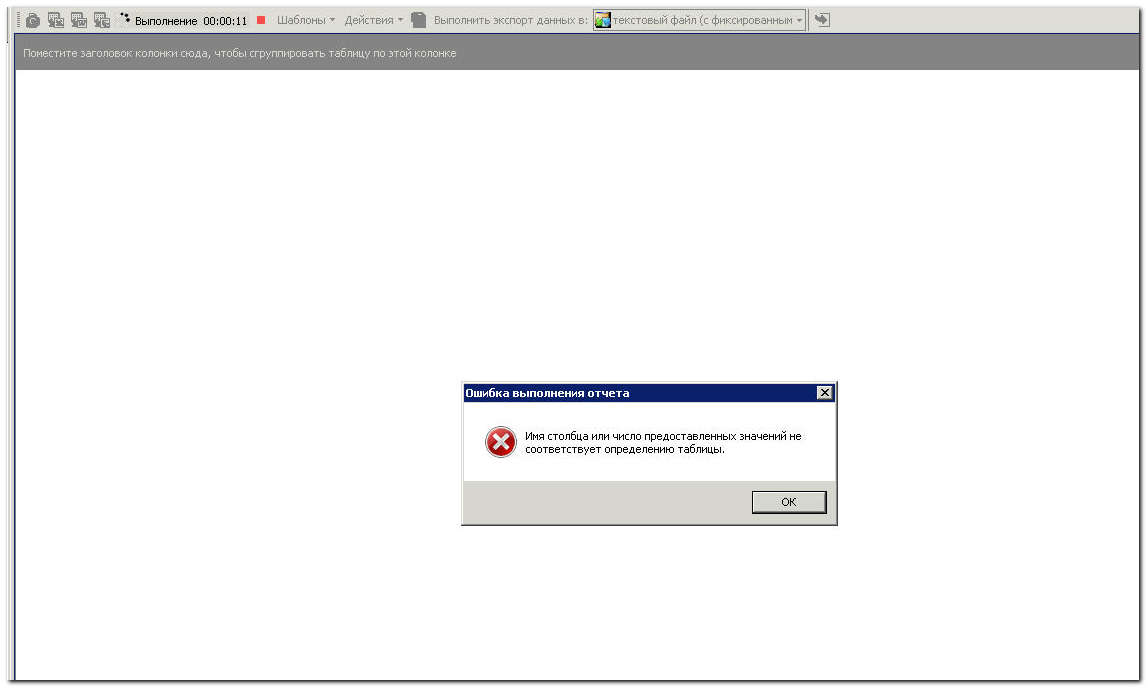 Выполнение 00:00:11 Шаблоны Действия Выполнить экспорт данных в: текстовый файл (с фиксированным
Поместите заголовок колонки сюда, чтобы сгруппировать таблицу по этой колонке
Ошибка выполнения отчета
Имя столбца или число предоставленных значений не
соответствует определению таблицы.
OK